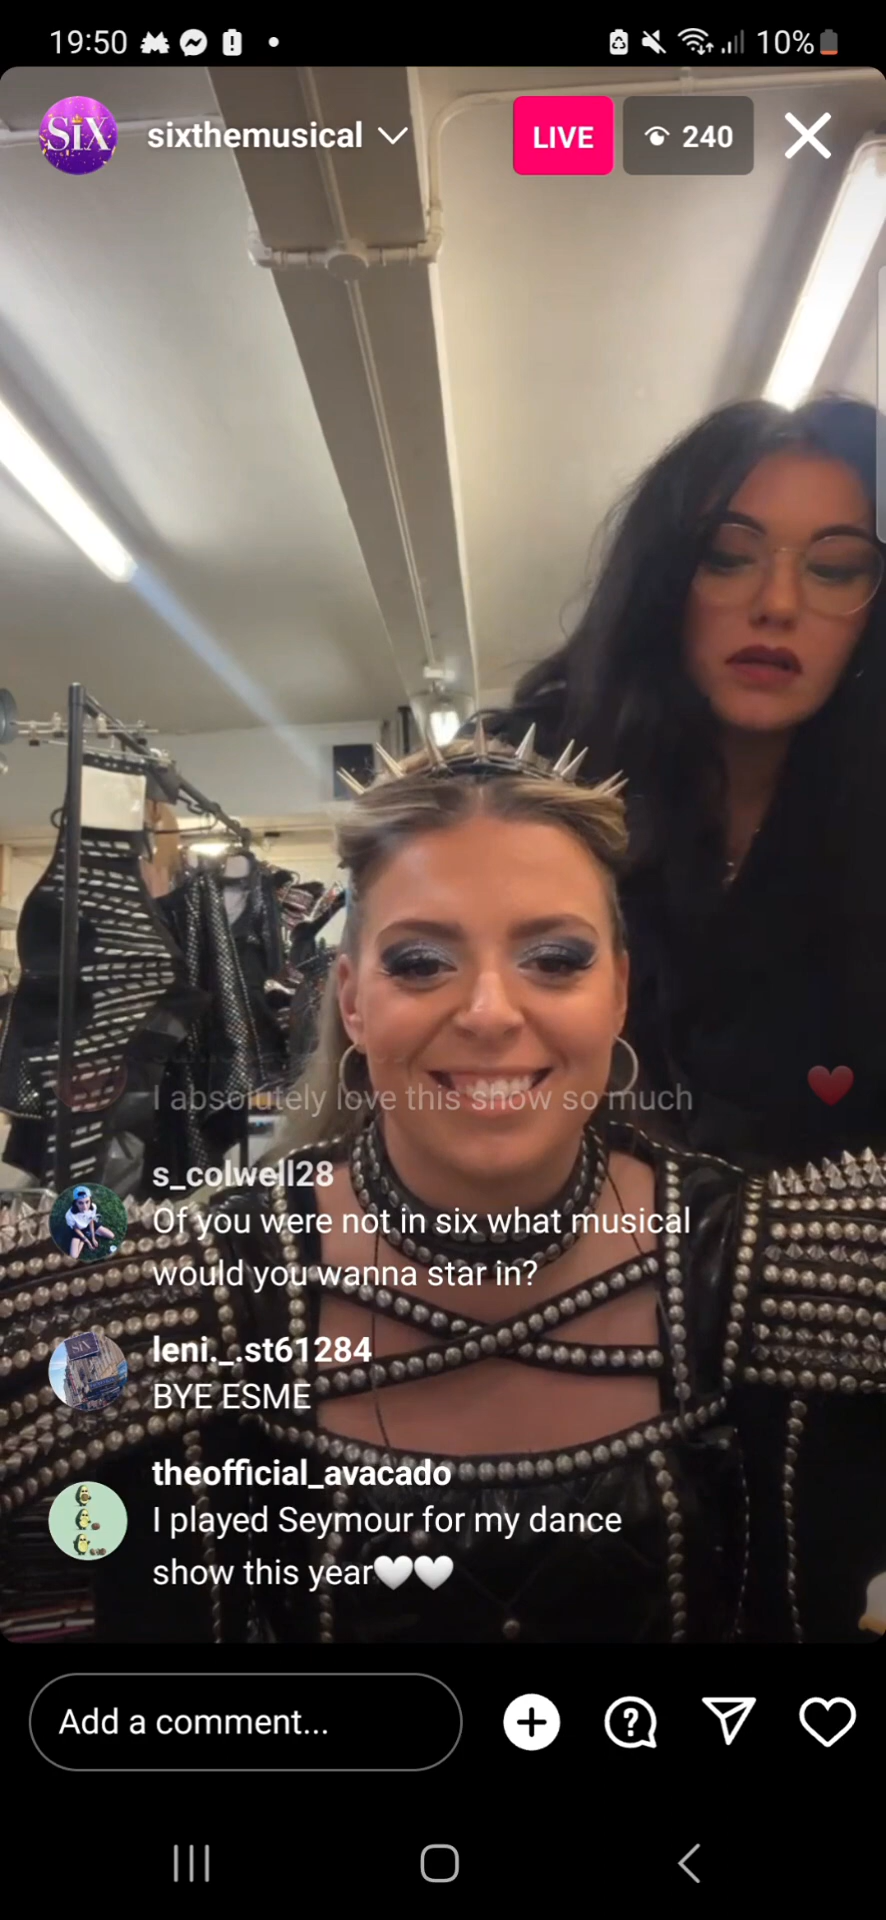 19:50
10%
SIX
sixthemusical
LIVE
240
I absolutely love this show so much
s_colwell28
Of you were not in six what musical
would you wanna star in?
leni._.st61284
BYE ESME
SIX
theofficial_avacado
I played Seymour for my dance
show this year🤍🤍
Add a comment...